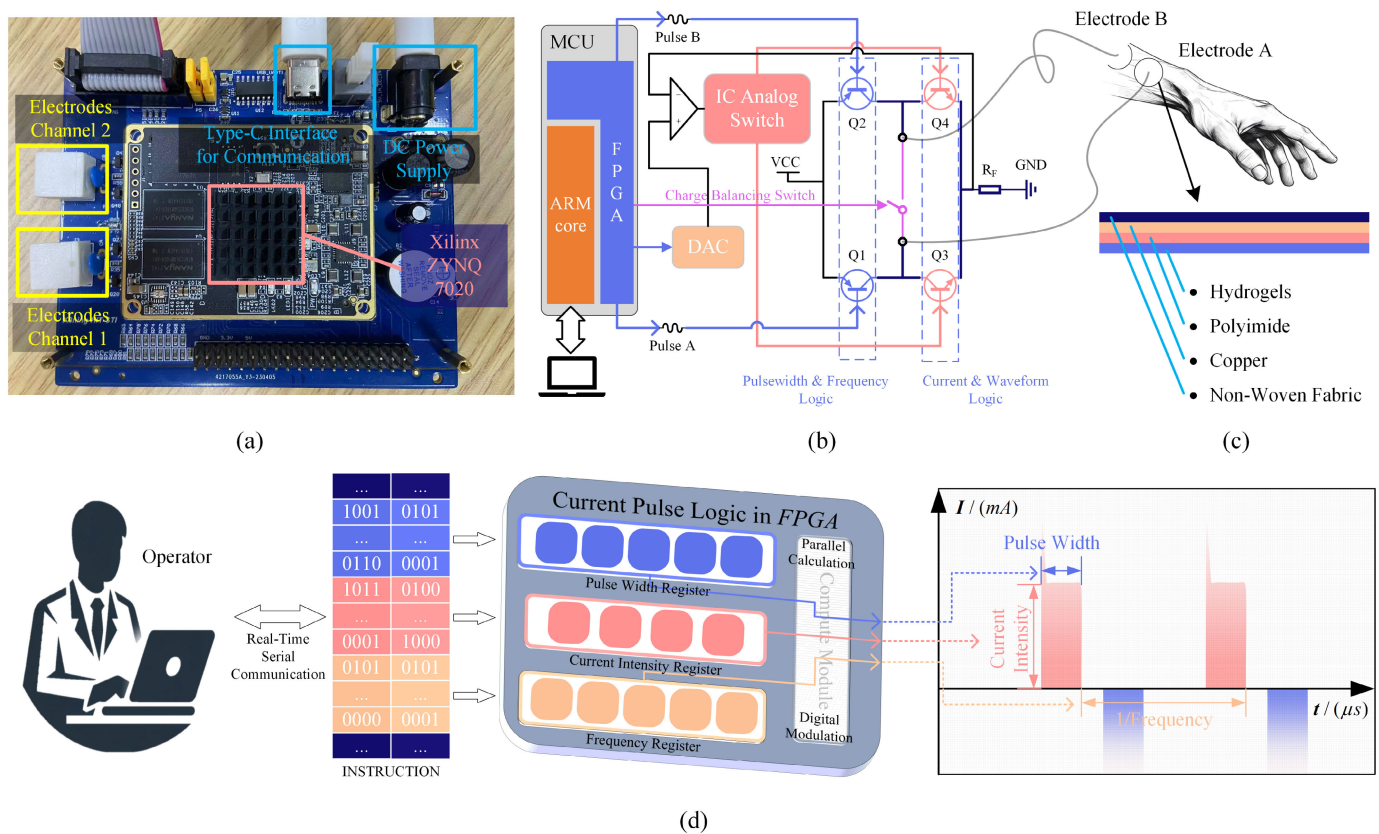 Electrodes
Channel 2
Type-C Interface
for Communication
DC Power
Supply
Xilinx
ZYNQ
7020
Electrodes
Channel 1
4217055A_Y3-230405
(a)
MCU
FPGA
ARM
core
Pulse B
IC Analog
Switch
Q2
Q4
VCC
R_F
GND
Charge Balancing Switch
DAC
Q1
Q3
Pulse A
Pulsewidth & Frequency
Logic
Current & Waveform
Logic
(b)
Electrode B
Electrode A
• Hydrogels
• Polyimide
• Copper
• Non-Woven Fabric
(c)
Operator
Real-Time
Serial
Communication
... ...
1001 0101
... ...
0110 0001
1011 0100
... ...
0001 1000
0101 0101
... ...
0000 0001
... ...
INSTRUCTION
Current Pulse Logic in FPGA
Pulse Width Register
Current Intensity Register
Frequency Register
Parallel
Calculation
Compute Module
Digital
Modulation
I / (mA)
Pulse Width
Current
Intensity
1/Frequency
t / (μs)
(d)